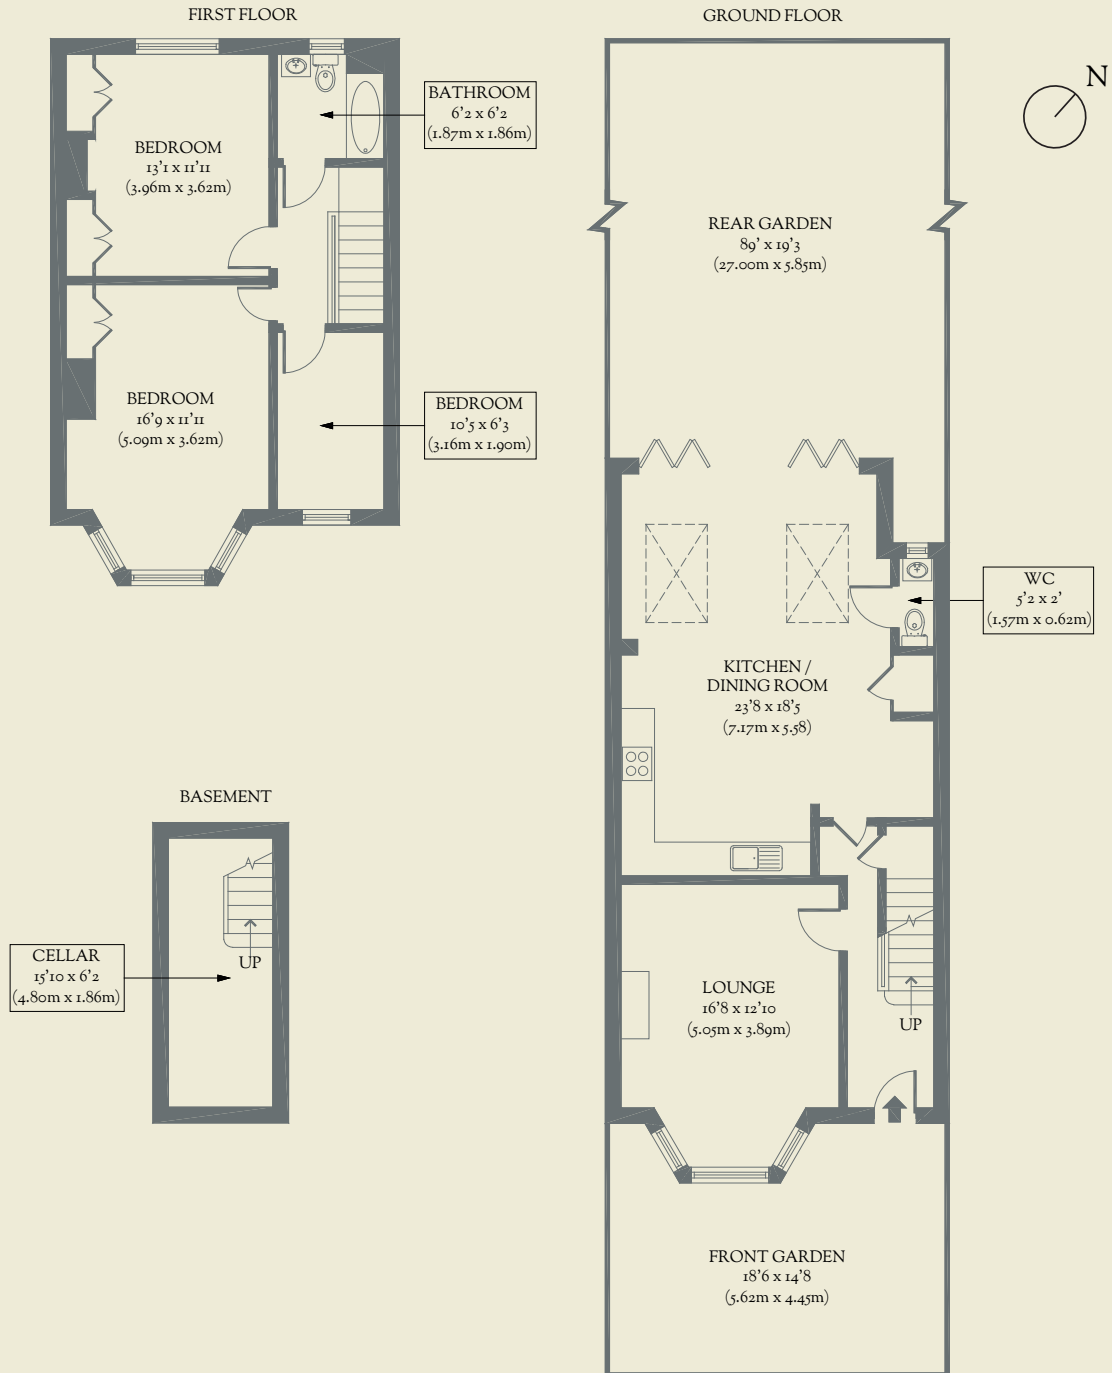 FIRST FLOOR
BEDROOM
13'1 x 11'11
(3.96m x 3.62m)
BATHROOM
6'2 x 6'2
(1.87m x 1.86m)
BEDROOM
16'9 x 11'11
(5.09m x 3.62m)
BEDROOM
10'5 x 6'3
(3.16m x 1.90m)
BASEMENT
CELLAR
15'10 x 6'2
(4.80m x 1.86m)
UP
GROUND FLOOR
N
REAR GARDEN
89' x 19'3
(27.00m x 5.85m)
WC
5'2 x 2'
(1.57m x 0.62m)
KITCHEN /
DINING ROOM
23'8 x 18'5
(7.17m x 5.58)
LOUNGE
16'8 x 12'10
(5.05m x 3.89m)
UP
FRONT GARDEN
18'6 x 14'8
(5.62m x 4.45m)